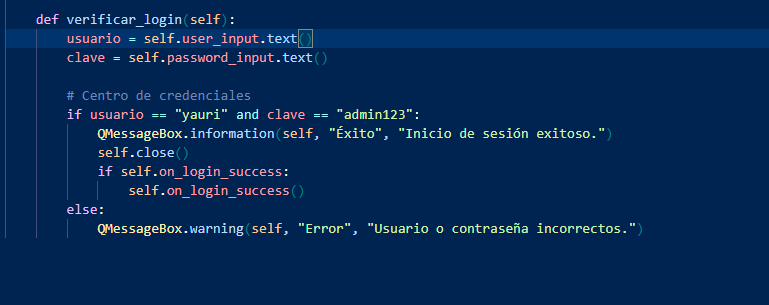 def verificar_login(self):
    usuario = self.user_input.text()
    clave = self.password_input.text()
    # Centro de credenciales
    if usuario == "yauri" and clave == "admin123":
        QMessageBox.information(self, "Éxito", "Inicio de sesión exitoso.")
        self.close()
        if self.on_login_success:
            self.on_login_success()
    else:
        QMessageBox.warning(self, "Error", "Usuario o contraseña incorrectos.")